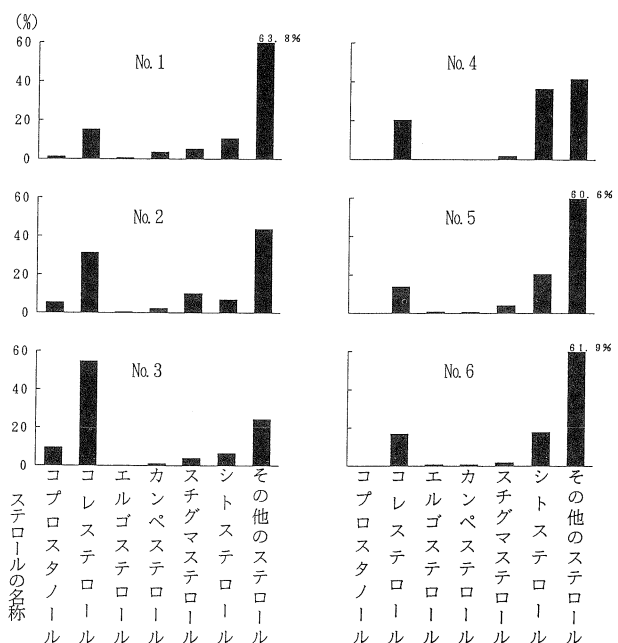 (%)
63.8%
60
40
20
0
No.1
No.4
60
40
20
0
No.2
60.6%
No.5
60
40
20
0
No.3
61.9%
No.6
ステロールの名称
コプロスタノール
コレステロール
エルゴステロール
カンペステロール
スチグマステロール
シトステロール
その他のステロール
コプロスタノール
コレステロール
エルゴステロール
カンペステロール
スチグマステロール
シトステロール
その他のステロール